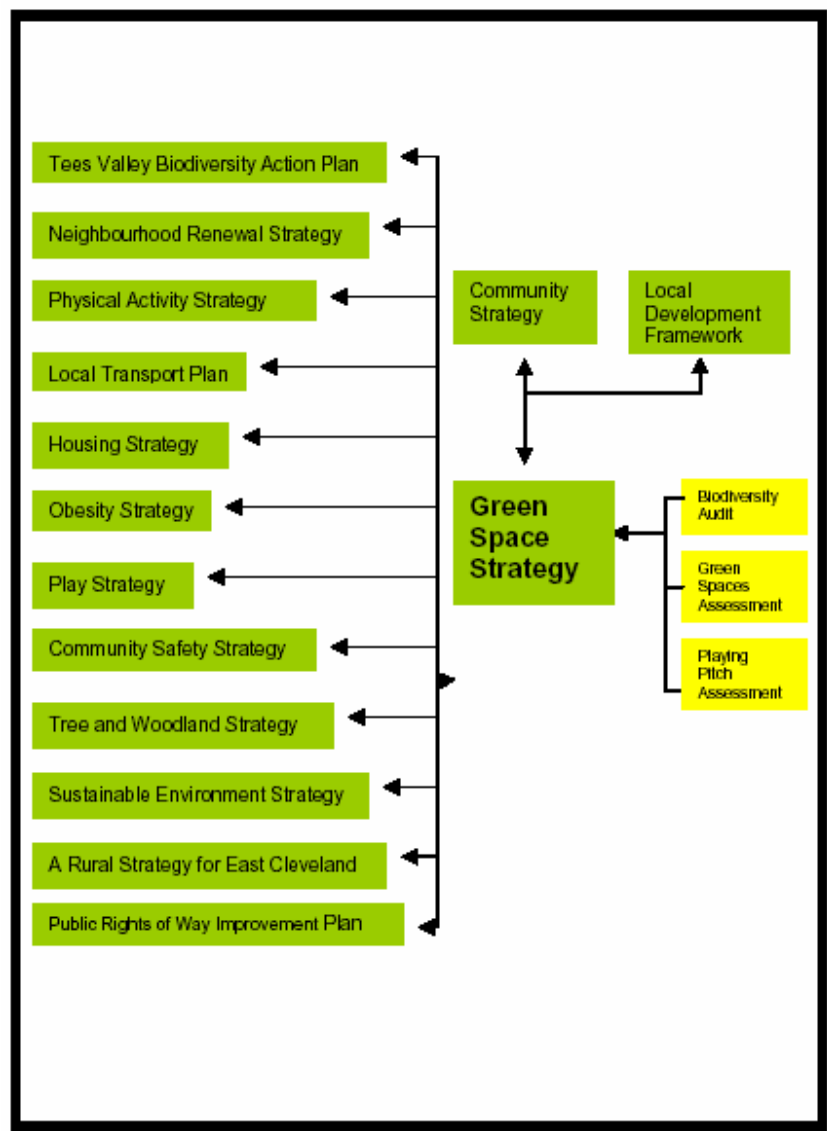 Tees Valley Biodiversity Action Plan
Neighbourhood Renewal Strategy
Physical Activity Strategy
Local Transport Plan
Housing Strategy
Obesity Strategy
Play Strategy
Community Safety Strategy
Tree and Woodland Strategy
Sustainable Environment Strategy
A Rural Strategy for East Cleveland
Public Rights of Way Improvement Plan
Community
Strategy
Local
Development
Framework
Green
Space
Strategy
Biodiversity
Audit
Green
Spaces
Assessment
Playing
Pitch
Assessment